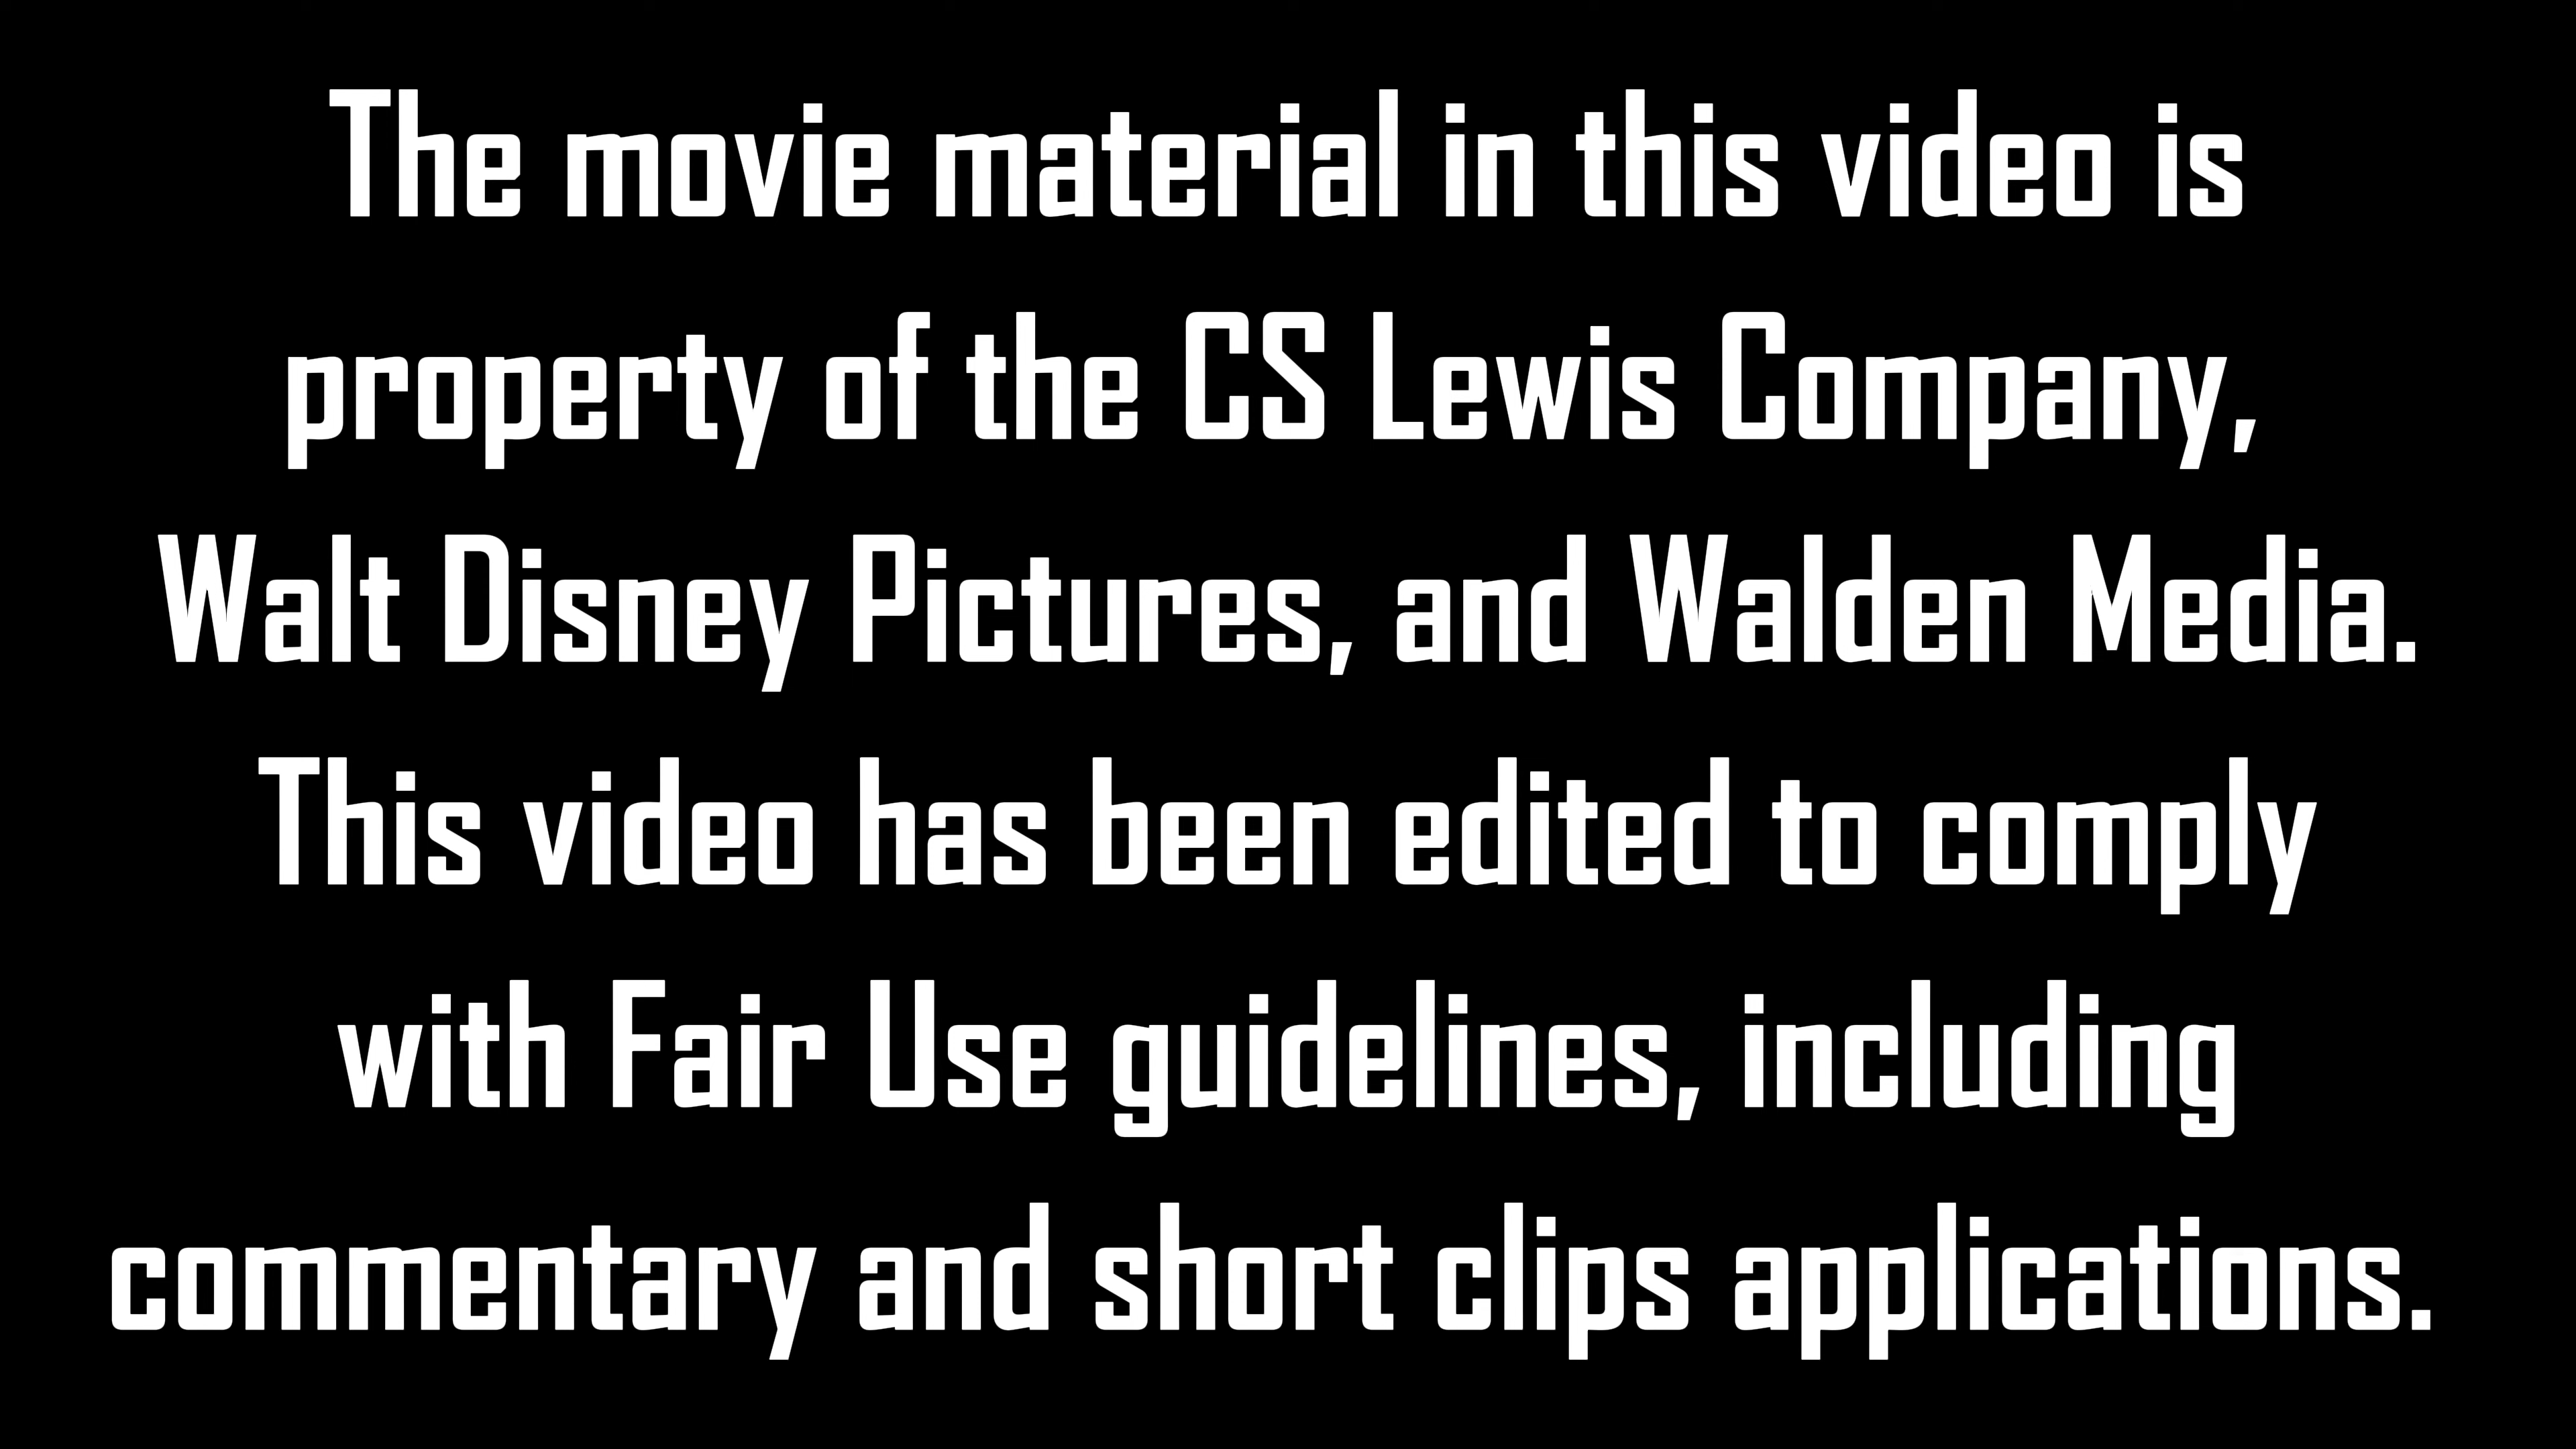 The movie material in this video is
property of the CS Lewis Company,
Walt Disney Pictures, and Walden Media.
This video has been edited to comply
with Fair Use guidelines, including
commentary and short clips applications.